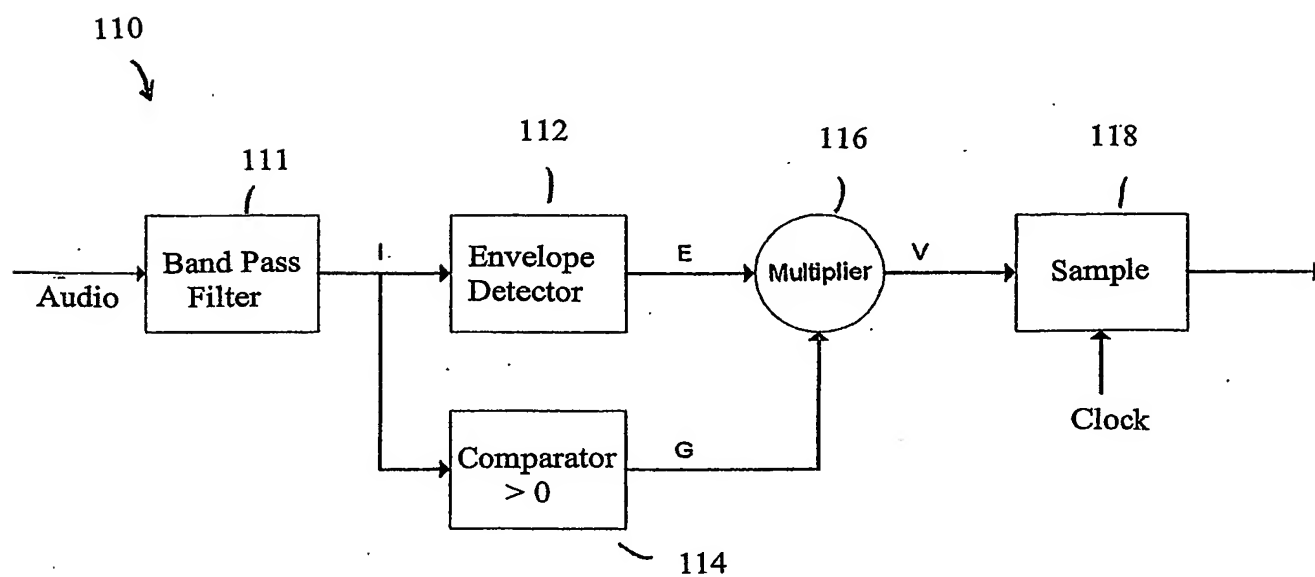 110
111
112
116
118
Audio
Band Pass
Filter
I
Envelope
Detector
E
Multiplier
V
Sample
Clock
Comparator
> 0
G
114